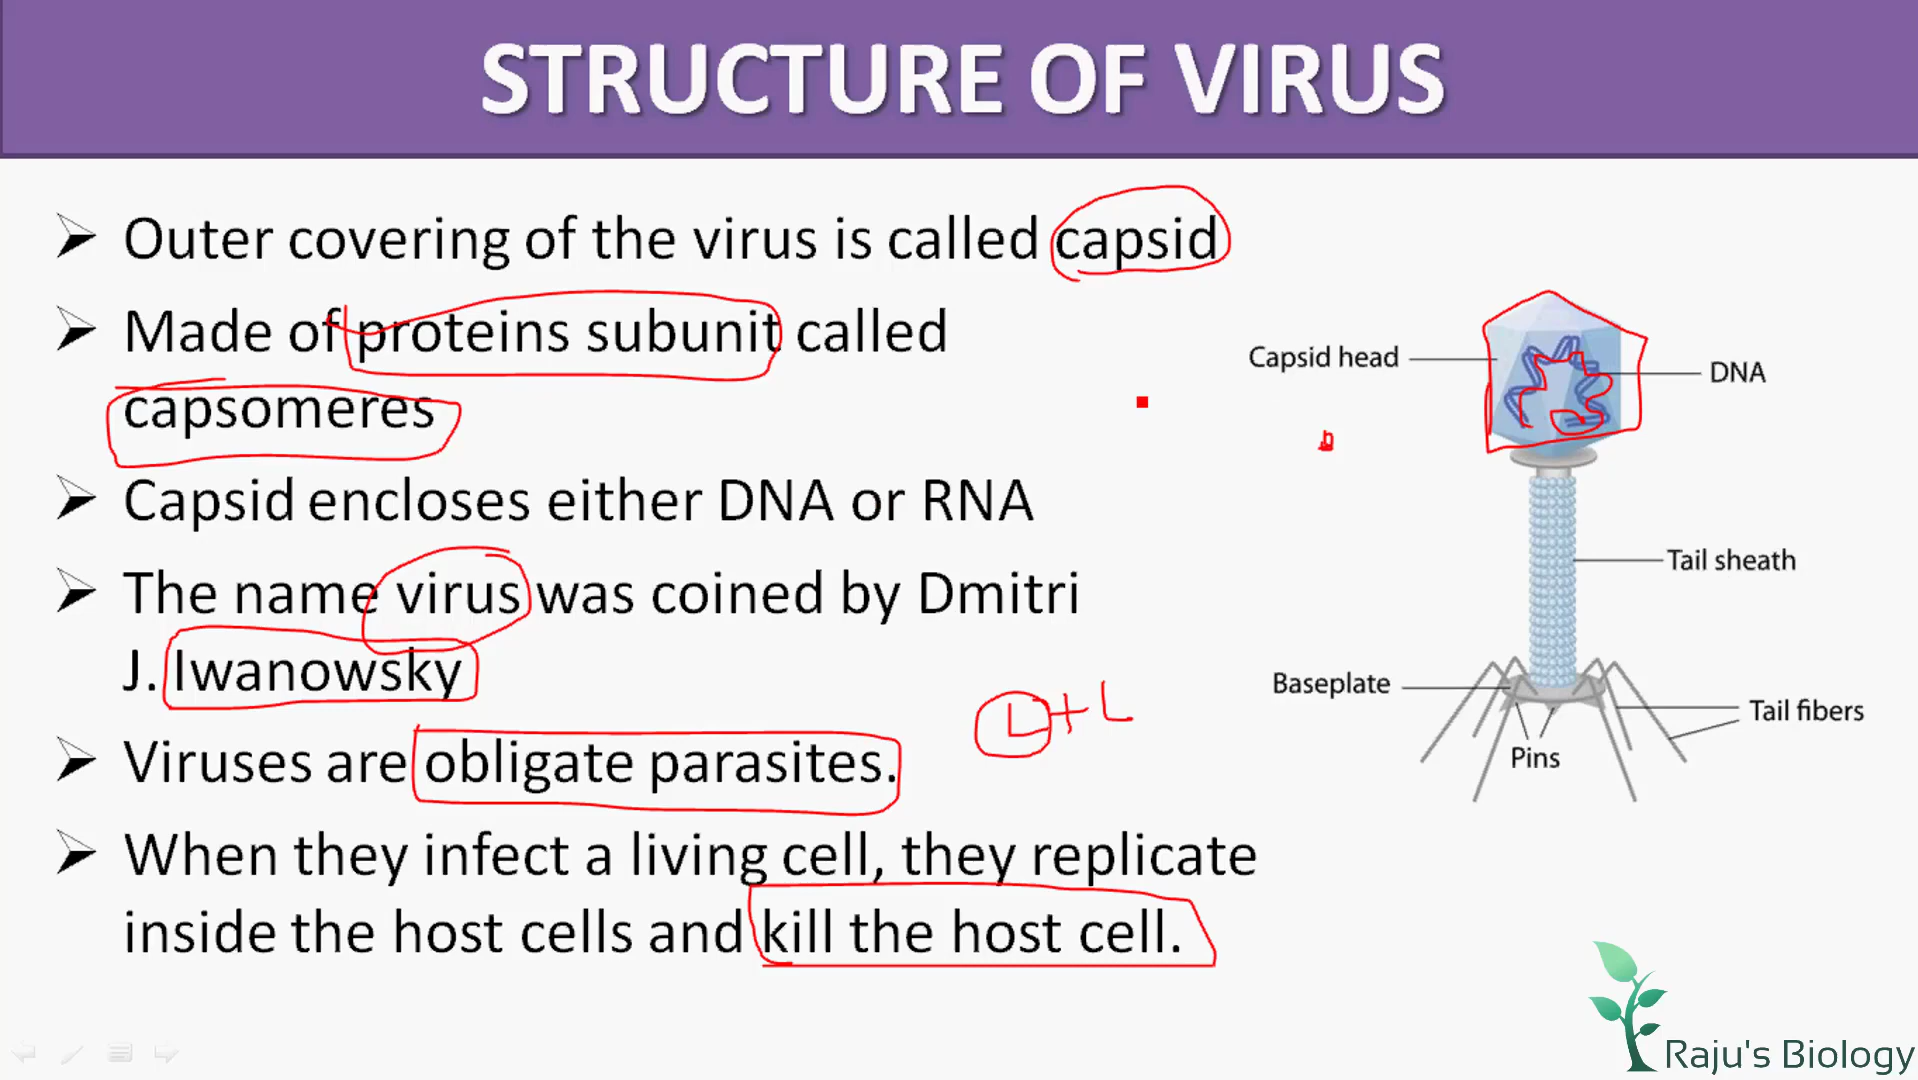 STRUCTURE OF VIRUS
Outer covering of the virus is called capsid
Made of proteins subunit called
capsomeres
Capsid encloses either DNA or RNA
The name virus was coined by Dmitri
J. Iwanowsky
Viruses are obligate parasites.
L + L
When they infect a living cell, they replicate
inside the host cells and kill the host cell.
Capsid head
DNA
Tail sheath
Baseplate
Tail fibers
Pins
Raju's Biology